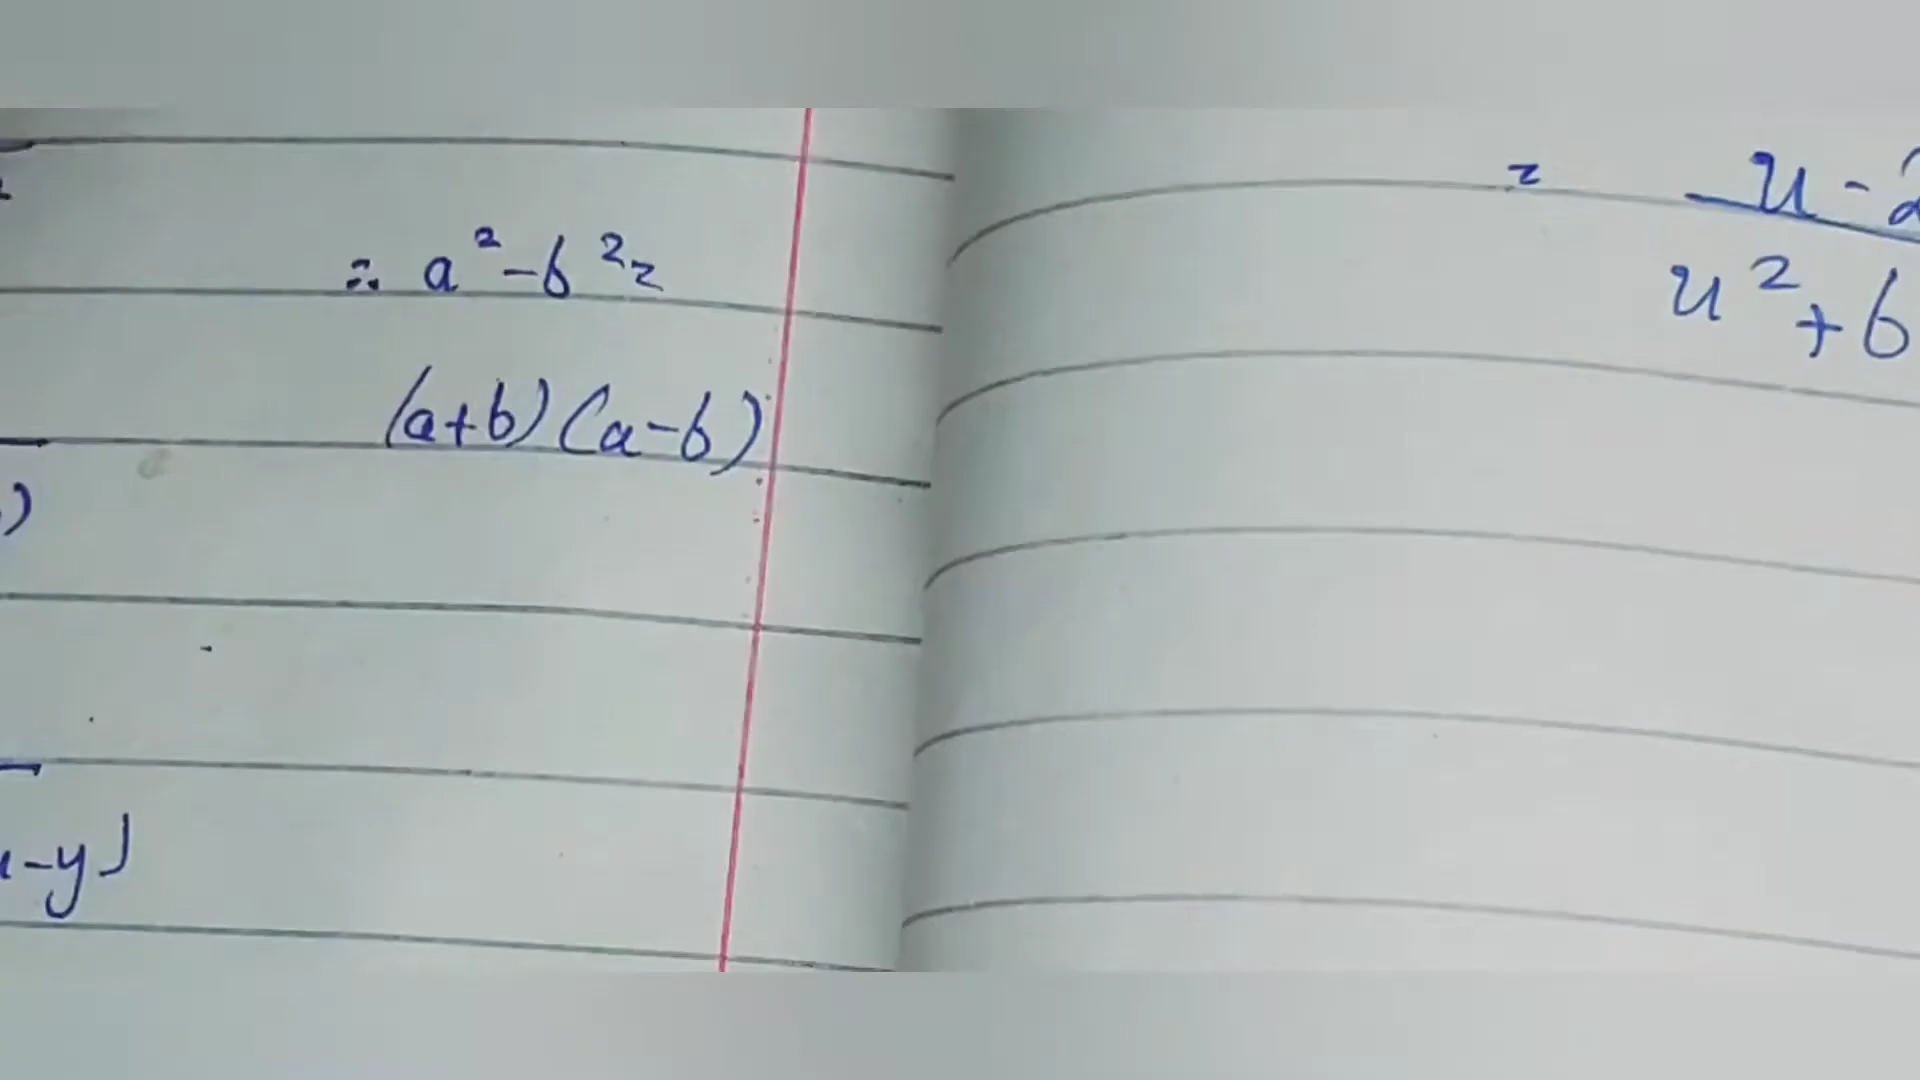 ∴ a² - b² =
(a+b) (a-b)
)
-y)
= x - 2
x² + 6